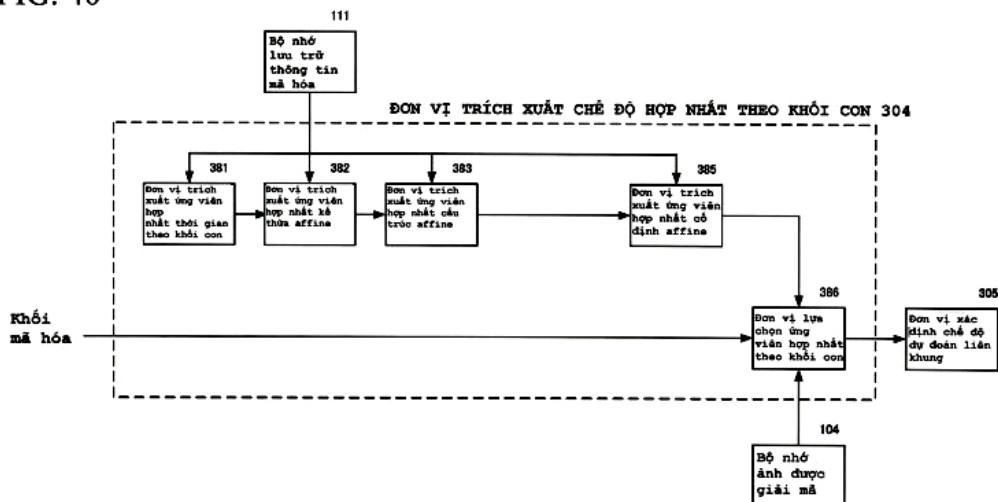 FIG. 40
111
Bộ nhớ
lưu trữ
thông tin
mã hóa
ĐƠN VỊ TRÍCH XUẤT CHẾ ĐỘ HỢP NHẤT THEO KHỐI CON 304
381
Đơn vị trích
xuất ứng viên
hợp
nhất thời gian
theo khối con
382
Đơn vị trích
xuất ứng viên
hợp nhất kế
thừa affine
383
Đơn vị trích
xuất ứng viên
hợp nhất cấu
trúc affine
385
Đơn vị trích
xuất ứng viên
hợp nhất cố
định affine
Khối
mã hóa
386
Đơn vị lựa
chọn ứng
viên hợp nhất
theo khối con
305
Đơn vị xác
định chế độ
dự đoán liên
khung
104
Bộ nhớ
ảnh được
giải mã